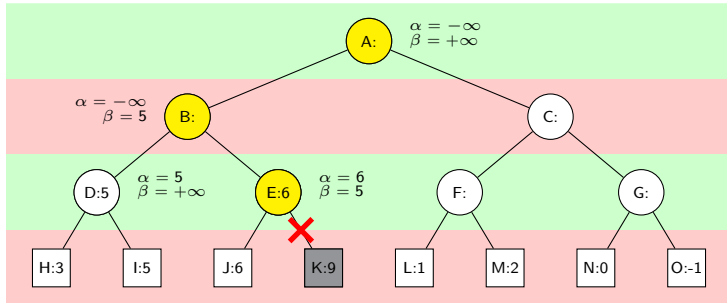 A:
α = −∞
β = +∞
α = −∞
β = 5
B:
C:
D:5
α = 5
β = +∞
E:6
α = 6
β = 5
F:
G:
H:3
I:5
J:6
K:9
L:1
M:2
N:0
O:-1